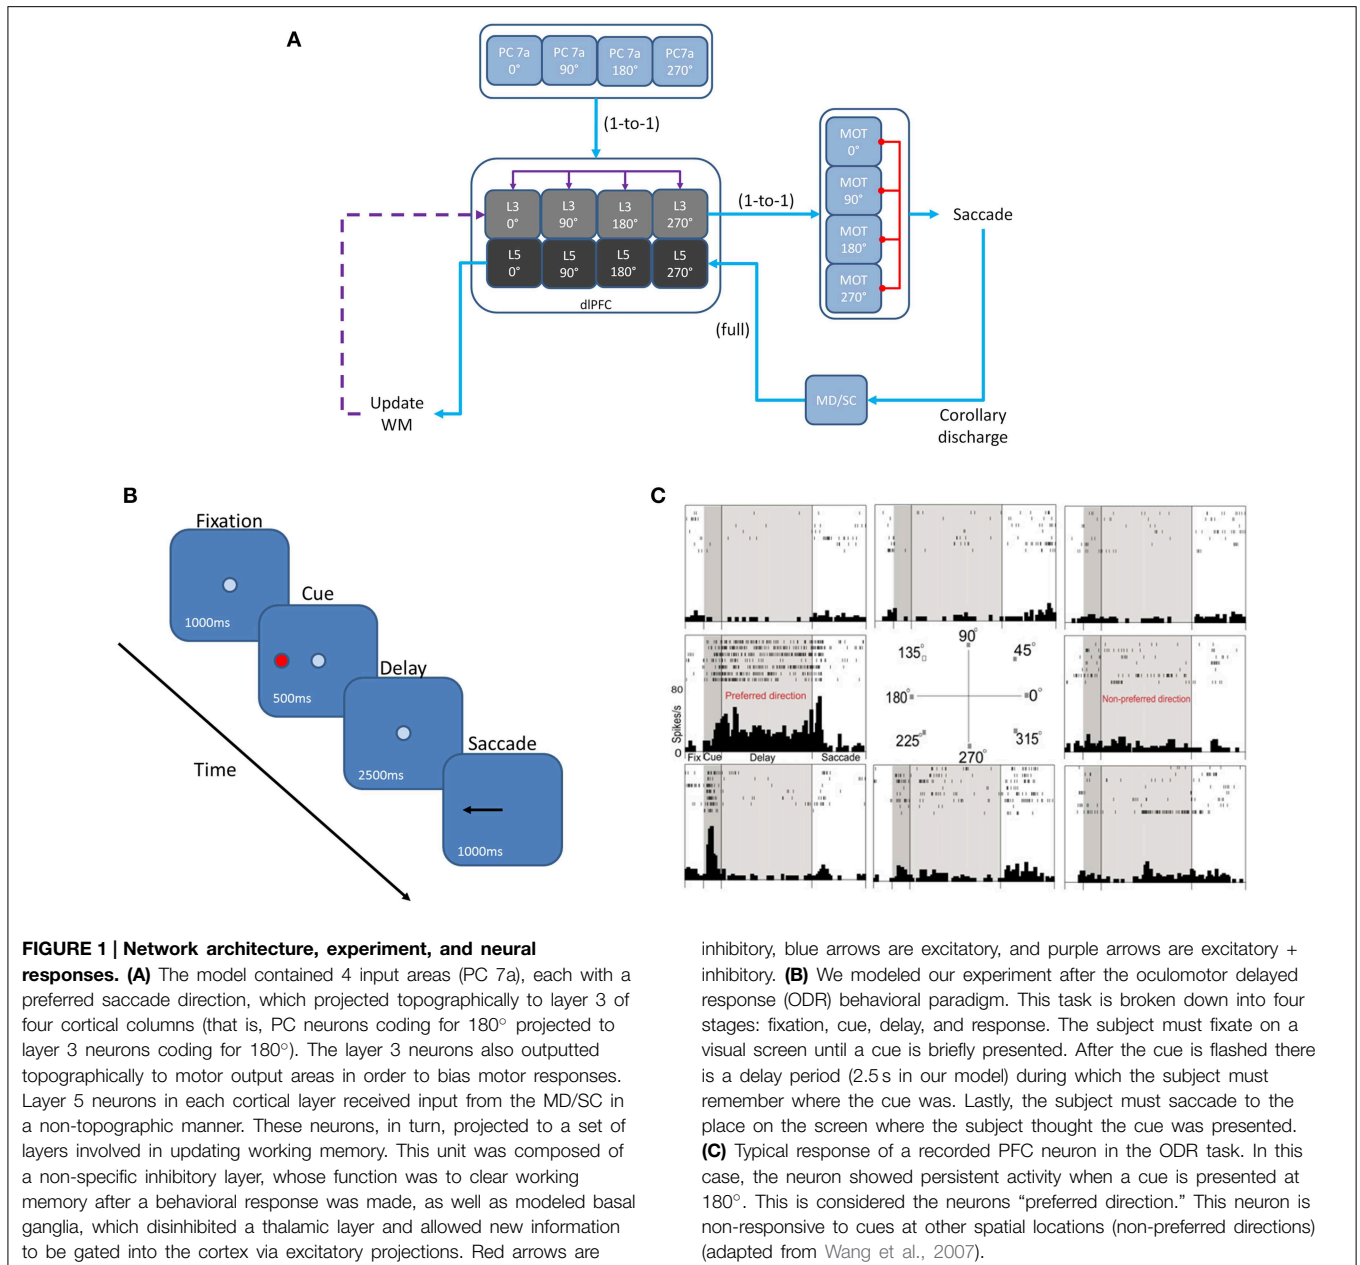 A
PC 7a PC 7a PC 7a PC7a
0° 90° 180° 270°
(1-to-1)
L3 L3 L3 L3
0° 90° 180° 270°
L5 L5 L5 L5
0° 90° 180° 270°
dlPFC
(1-to-1)
MOT
0°
MOT
90°
MOT
180°
MOT
270°
Saccade
(full)
MD/SC
Corollary
discharge
Update
WM
B
Fixation
1000ms
Cue
500ms
Delay
2500ms
Saccade
1000ms
Time
C
80
Spikes/s
0
Preferred direction
Fix Cue Delay Saccade
90°
135° 45°
180° 0°
225° 315°
270°
Non-preferred direction
FIGURE 1 | Network architecture, experiment, and neural
responses. (A) The model contained 4 input areas (PC 7a), each with a
preferred saccade direction, which projected topographically to layer 3 of
four cortical columns (that is, PC neurons coding for 180° projected to
layer 3 neurons coding for 180°). The layer 3 neurons also outputted
topographically to motor output areas in order to bias motor responses.
Layer 5 neurons in each cortical layer received input from the MD/SC in
a non-topographic manner. These neurons, in turn, projected to a set of
layers involved in updating working memory. This unit was composed of
a non-specific inhibitory layer, whose function was to clear working
memory after a behavioral response was made, as well as modeled basal
ganglia, which disinhibited a thalamic layer and allowed new information
to be gated into the cortex via excitatory projections. Red arrows are
inhibitory, blue arrows are excitatory, and purple arrows are excitatory +
inhibitory. (B) We modeled our experiment after the oculomotor delayed
response (ODR) behavioral paradigm. This task is broken down into four
stages: fixation, cue, delay, and response. The subject must fixate on a
visual screen until a cue is briefly presented. After the cue is flashed there
is a delay period (2.5 s in our model) during which the subject must
remember where the cue was. Lastly, the subject must saccade to the
place on the screen where the subject thought the cue was presented.
(C) Typical response of a recorded PFC neuron in the ODR task. In this
case, the neuron showed persistent activity when a cue is presented at
180°. This is considered the neurons “preferred direction.” This neuron is
non-responsive to cues at other spatial locations (non-preferred directions)
(adapted from Wang et al., 2007).